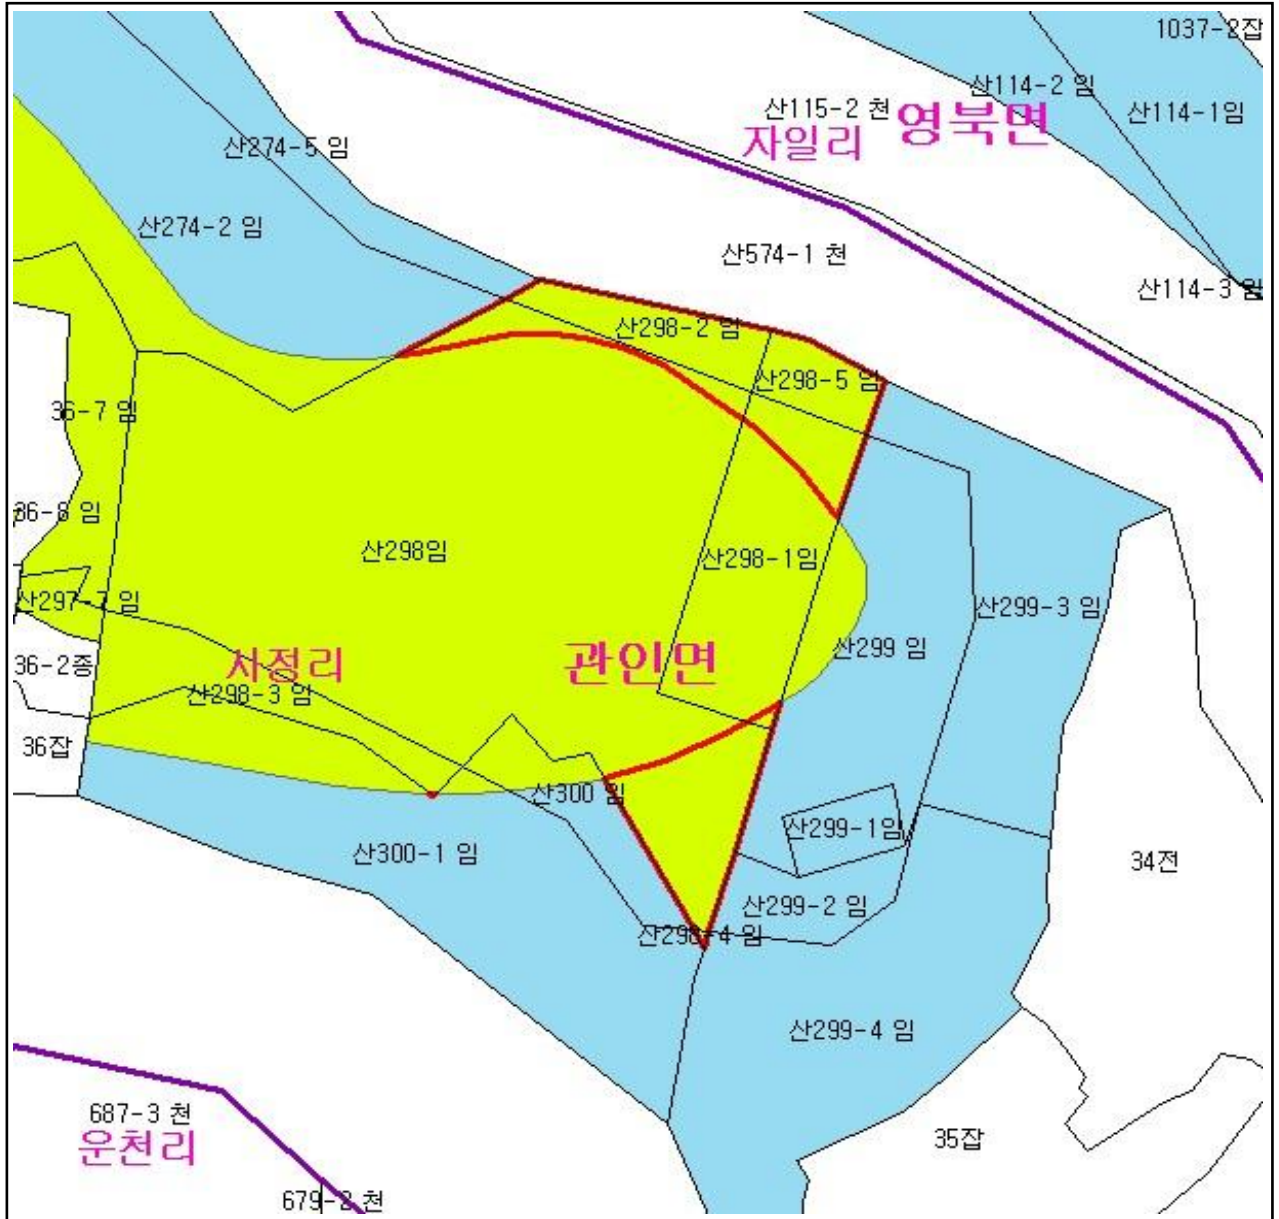 1037-2잡
산114-2 임
산115-2 천
산114-1임
영북면
자일리
산274-5 임
산274-2 임
산574-1 천
산114-3 임
산298-2 임
산298-5 임
36-7 임
36-8 임
산298임
산298-1임
산297-7 임
산299-3 임
산299 임
36-2종
관인면
산298-3 임
36잡
산300 임
산299-1임
산300-1 임
34전
산299-2 임
산298-4 임
산299-4 임
687-3 천
35잡
운천리
679-2 천